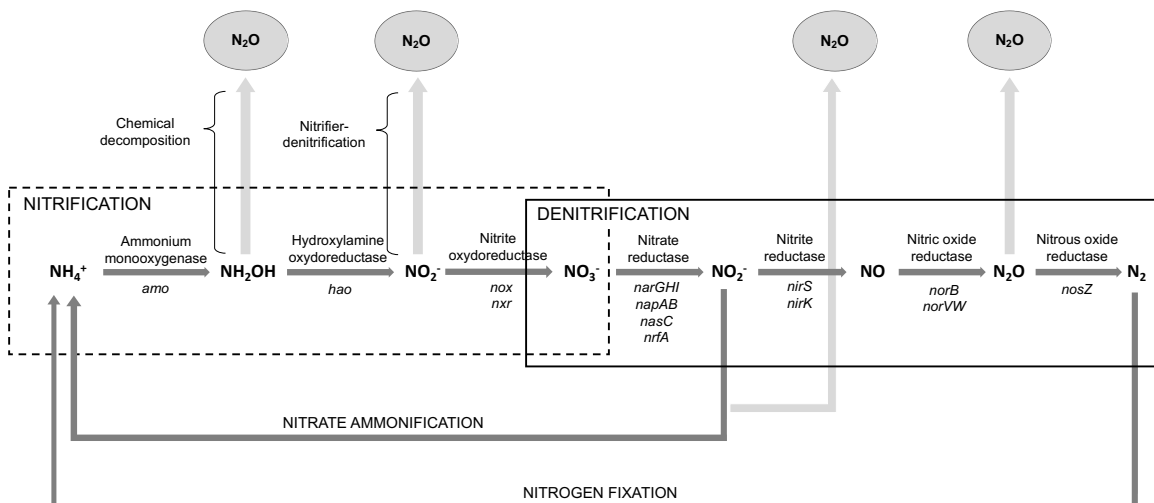 N₂O
N₂O
N₂O
N₂O
Chemical
decomposition
Nitrifier-
denitrification
NITRIFICATION
DENITRIFICATION
Ammonium
monooxygenase
Hydroxylamine
oxydoreductase
Nitrite
oxydoreductase
Nitrate
reductase
Nitrite
reductase
Nitric oxide
reductase
Nitrous oxide
reductase
NH₄⁺
NH₂OH
NO₂⁻
NO₃⁻
NO₂⁻
NO
N₂O
N₂
amo
hao
nox
nxr
narGHI
napAB
nasC
nrfA
nirS
nirK
norB
norVW
nosZ
NITRATE AMMONIFICATION
NITROGEN FIXATION